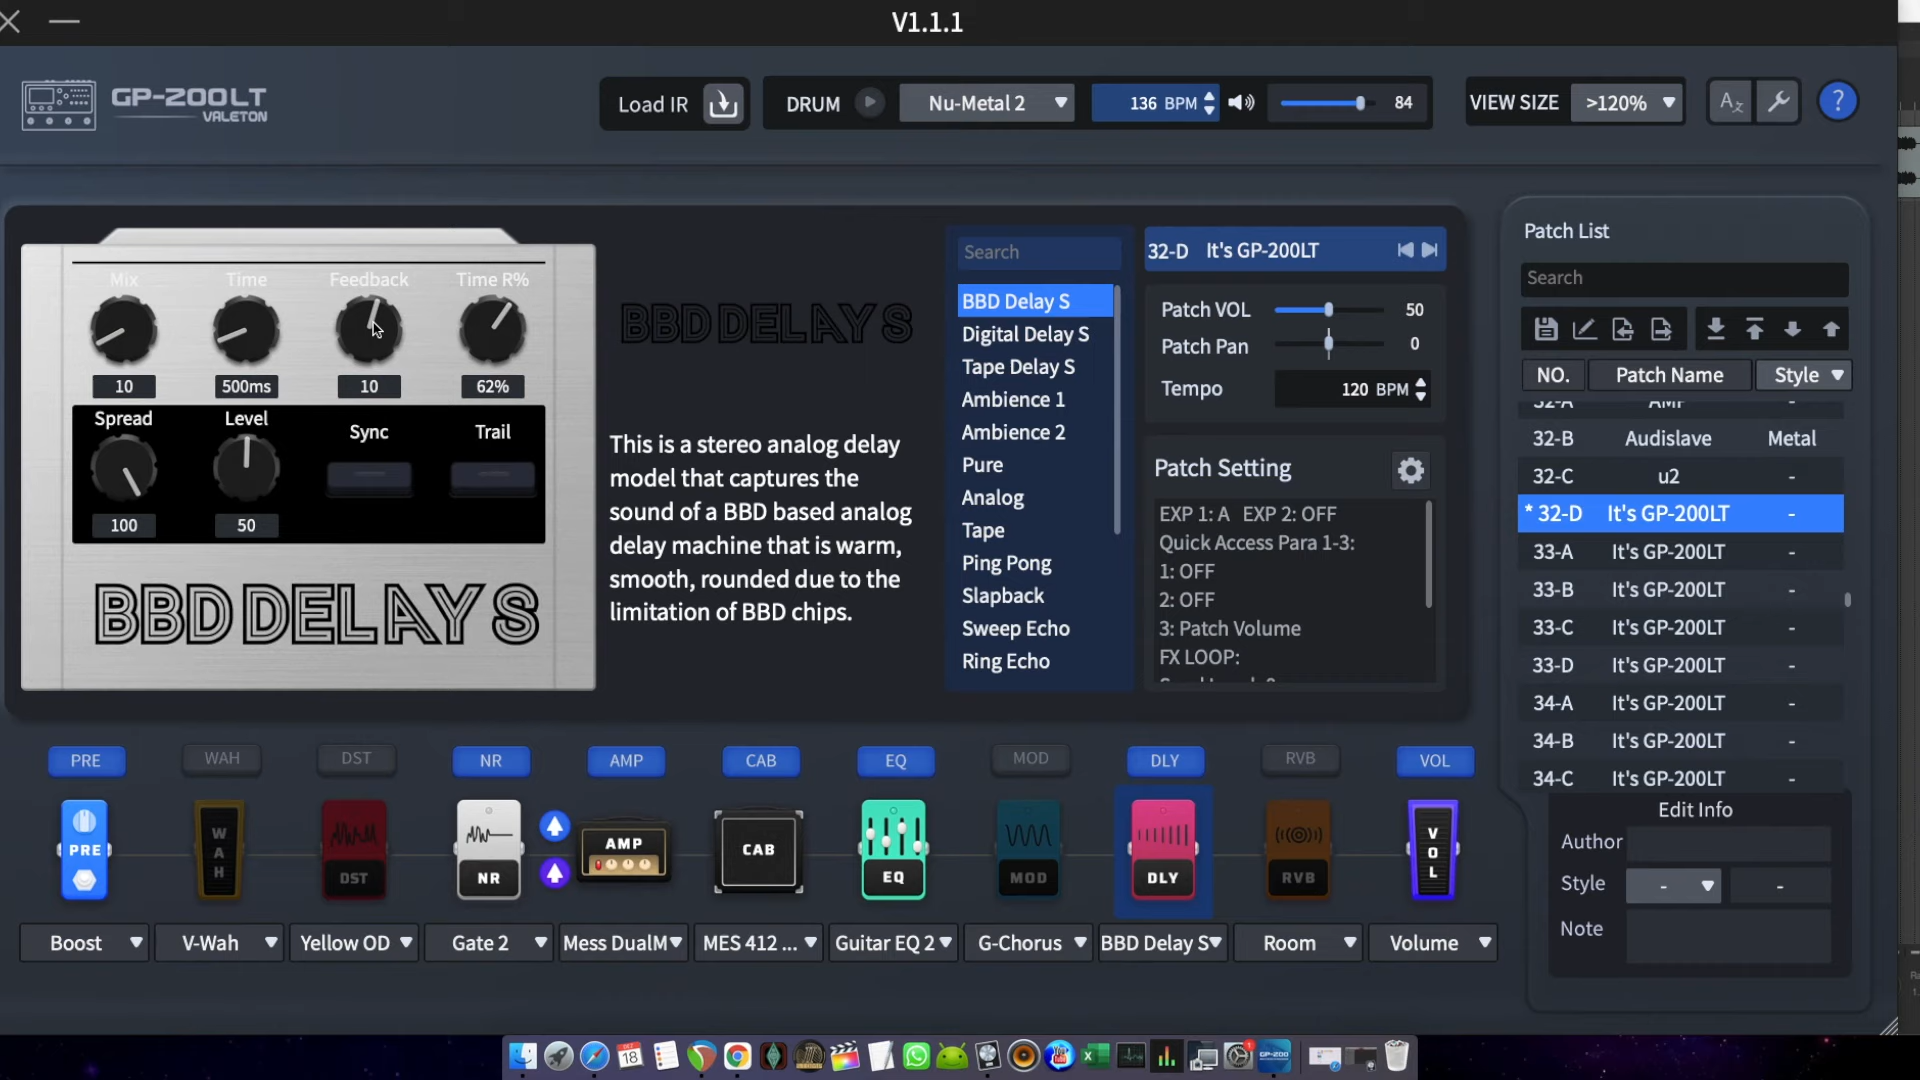 V1.1.1
GP-200LT
VALETON
Load IR
DRUM
Nu-Metal 2
136 BPM
84
VIEW SIZE
>120%
Az
?
Mix
Time
Feedback
Time R%
10
500ms
10
62%
Spread
Level
Sync
Trail
100
50
BBD DELAY S
BBD DELAY S
This is a stereo analog delay
model that captures the
sound of a BBD based analog
delay machine that is warm,
smooth, rounded due to the
limitation of BBD chips.
Search
BBD Delay S
Digital Delay S
Tape Delay S
Ambience 1
Ambience 2
Pure
Analog
Tape
Ping Pong
Slapback
Sweep Echo
Ring Echo
32-D It's GP-200LT
Patch VOL 50
Patch Pan 0
Tempo 120 BPM
Patch Setting
EXP 1: A EXP 2: OFF
Quick Access Para 1-3:
1: OFF
2: OFF
3: Patch Volume
FX LOOP:
Patch List
Search
NO. Patch Name Style
32-A AMP -
32-B Audislave Metal
32-C u2 -
* 32-D It's GP-200LT -
33-A It's GP-200LT -
33-B It's GP-200LT -
33-C It's GP-200LT -
33-D It's GP-200LT -
34-A It's GP-200LT -
34-B It's GP-200LT -
34-C It's GP-200LT -
Edit Info
Author
Style - -
Note
PRE WAH DST NR AMP CAB EQ MOD DLY RVB VOL
PRE WAH DST NR AMP CAB EQ MOD DLY RVB VOL
Boost V-Wah Yellow OD Gate 2 Mess DualM MES 412 ... Guitar EQ 2 G-Chorus BBD Delay S Room Volume
18
1
GP-200